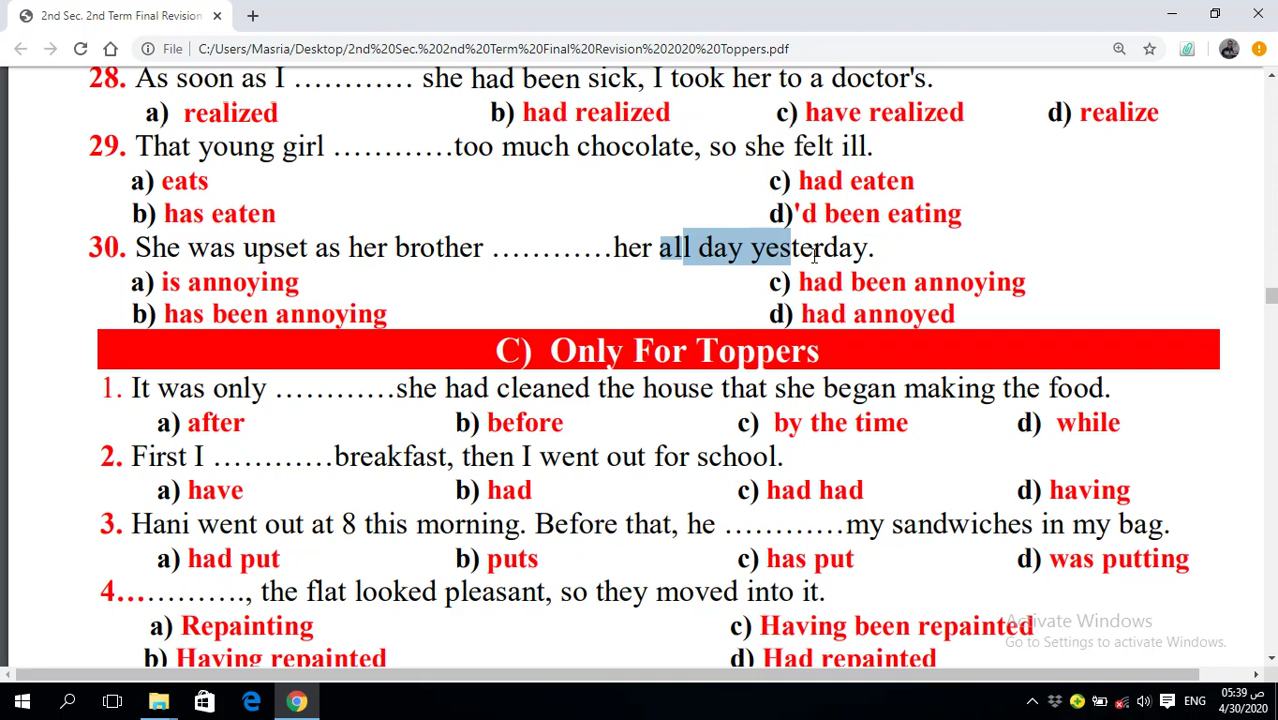 2nd Sec. 2nd Term Final Revision
File C:/Users/Masria/Desktop/2nd%20Sec.%202nd%20Term%20Final%20Revision%202020%20Toppers.pdf
28. As soon as I ………… she had been sick, I took her to a doctor's.
a) realized b) had realized c) have realized d) realize
29. That young girl …………too much chocolate, so she felt ill.
a) eats c) had eaten
b) has eaten d)'d been eating
30. She was upset as her brother …………her all day yesterday.
a) is annoying c) had been annoying
b) has been annoying d) had annoyed
C) Only For Toppers
1. It was only …………she had cleaned the house that she began making the food.
a) after b) before c) by the time d) while
2. First I …………breakfast, then I went out for school.
a) have b) had c) had had d) having
3. Hani went out at 8 this morning. Before that, he …………my sandwiches in my bag.
a) had put b) puts c) has put d) was putting
4…………., the flat looked pleasant, so they moved into it.
a) Repainting c) Having been repainted
b) Having repainted d) Had repainted
Activate Windows
Go to Settings to activate Windows.
ENG
05:39 ص
4/30/2020